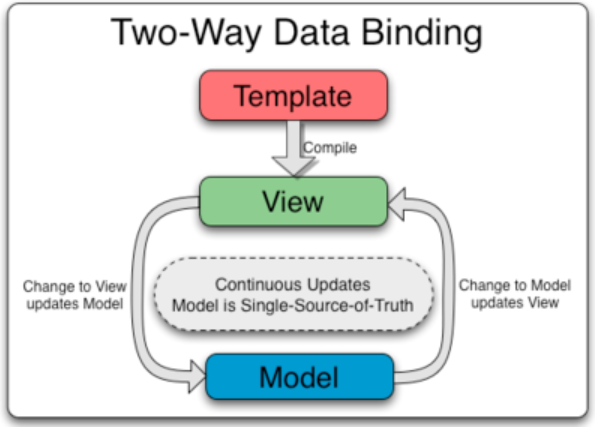 Two-Way Data Binding
Template
Compile
View
Change to View
updates Model
Continuous Updates
Model is Single-Source-of-Truth
Change to Model
updates View
Model